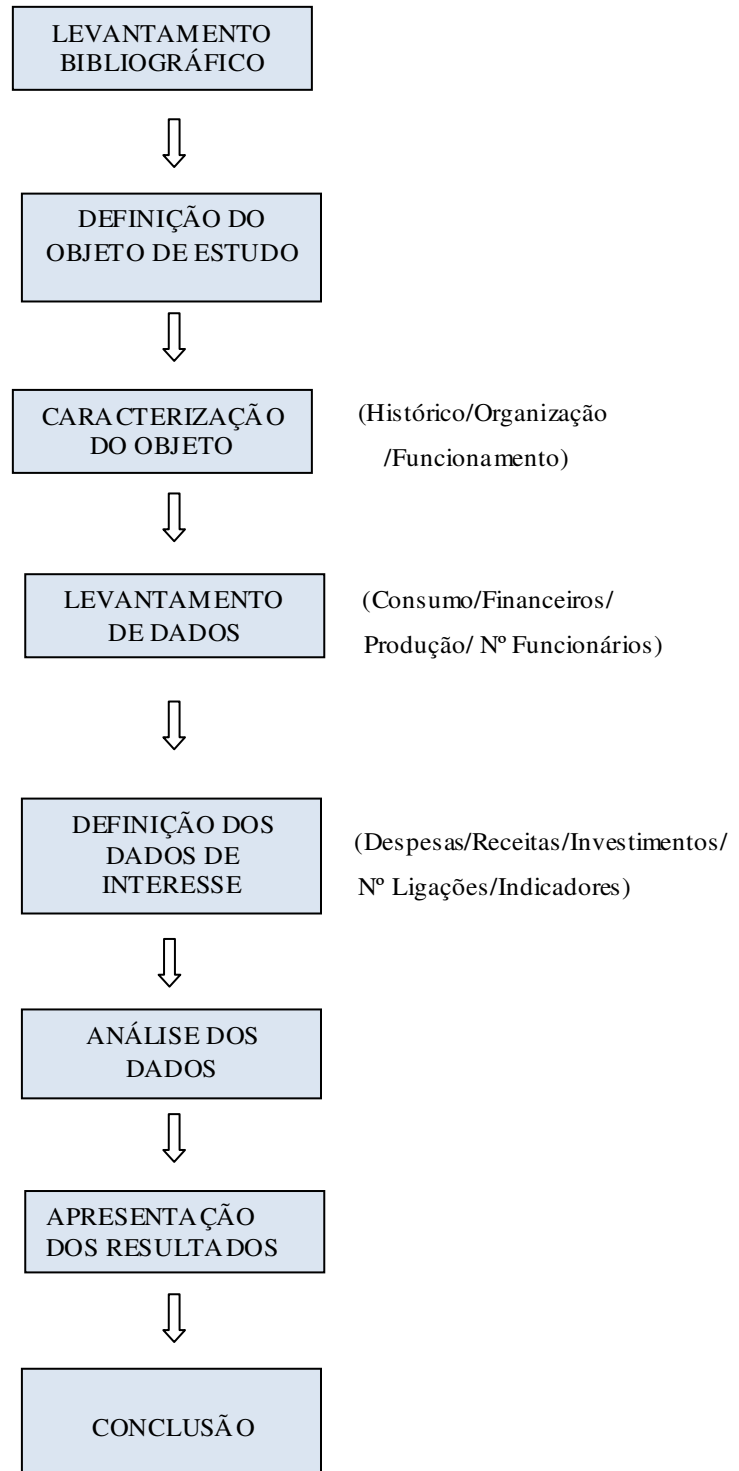 LEVANTAMENTO
BIBLIOGRÁFICO
DEFINIÇÃO DO
OBJETO DE ESTUDO
CARACTERIZAÇÃO
DO OBJETO
(Histórico/Organização
/Funcionamento)
LEVANTAMENTO
DE DADOS
(Consumo/Financeiros/
Produção/ Nº Funcionários)
DEFINIÇÃO DOS
DADOS DE
INTERESSE
(Despesas/Receitas/Investimentos/
Nº Ligações/Indicadores)
ANÁLISE DOS
DADOS
APRESENTAÇÃO
DOS RESULTADOS
CONCLUSÃO